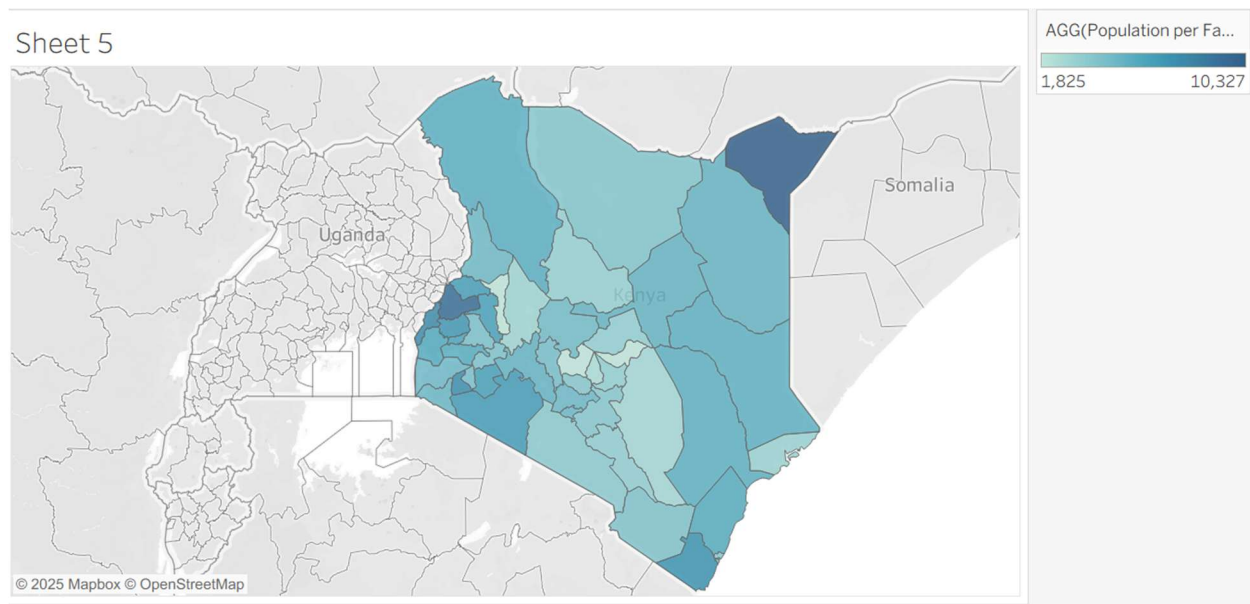 Sheet 5
AGG(Population per Fa...
1,825 10,327
Somalia
Uganda
Kenya
© 2025 Mapbox © OpenStreetMap